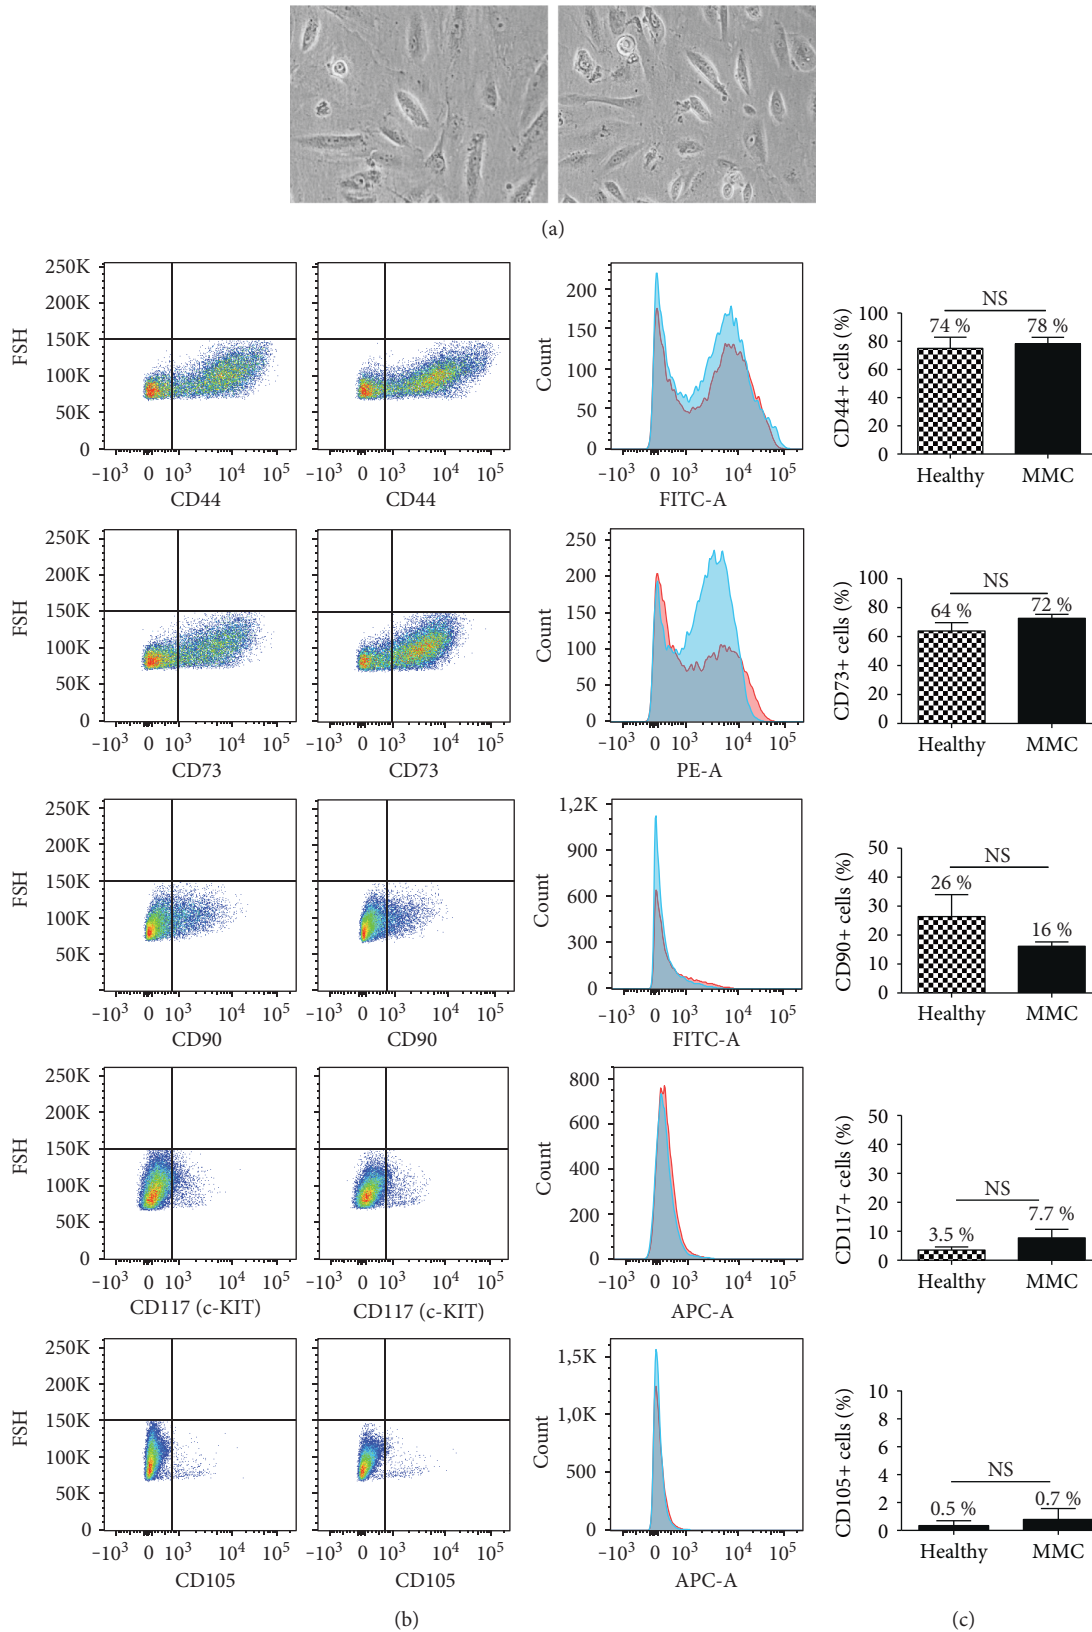 (a)
250K
200K
150K
100K
50K
0
FSH
−10³ 0 10³ 10⁴ 10⁵
CD44
−10³ 0 10³ 10⁴ 10⁵
CD44
200
150
100
50
0
Count
−10³ 0 10³ 10⁴ 10⁵
FITC-A
100
80
60
40
20
0
CD44+ cells (%)
NS
74 % 78 %
Healthy MMC
250K
200K
150K
100K
50K
0
FSH
−10³ 0 10³ 10⁴ 10⁵
CD73
−10³ 0 10³ 10⁴ 10⁵
CD73
250
200
150
100
50
0
Count
−10³ 0 10³ 10⁴ 10⁵
PE-A
100
80
60
40
20
0
CD73+ cells (%)
NS
64 % 72 %
Healthy MMC
250K
200K
150K
100K
50K
0
FSH
−10³ 0 10³ 10⁴ 10⁵
CD90
−10³ 0 10³ 10⁴ 10⁵
CD90
1,2K
900
600
300
0
Count
−10³ 0 10³ 10⁴ 10⁵
FITC-A
50
40
30
20
10
0
CD90+ cells (%)
NS
26 % 16 %
Healthy MMC
250K
200K
150K
100K
50K
0
FSH
−10³ 0 10³ 10⁴ 10⁵
CD117 (c-KIT)
−10³ 0 10³ 10⁴ 10⁵
CD117 (c-KIT)
800
600
400
200
0
Count
−10³ 0 10³ 10⁴ 10⁵
APC-A
50
40
30
20
10
0
CD117+ cells (%)
NS
3.5 % 7.7 %
Healthy MMC
250K
200K
150K
100K
50K
0
FSH
−10³ 0 10³ 10⁴ 10⁵
CD105
−10³ 0 10³ 10⁴ 10⁵
CD105
1,5K
1,0K
500
0
Count
−10³ 0 10³ 10⁴ 10⁵
APC-A
10
8
6
4
2
0
CD105+ cells (%)
NS
0.5 % 0.7 %
Healthy MMC
(b) (c)